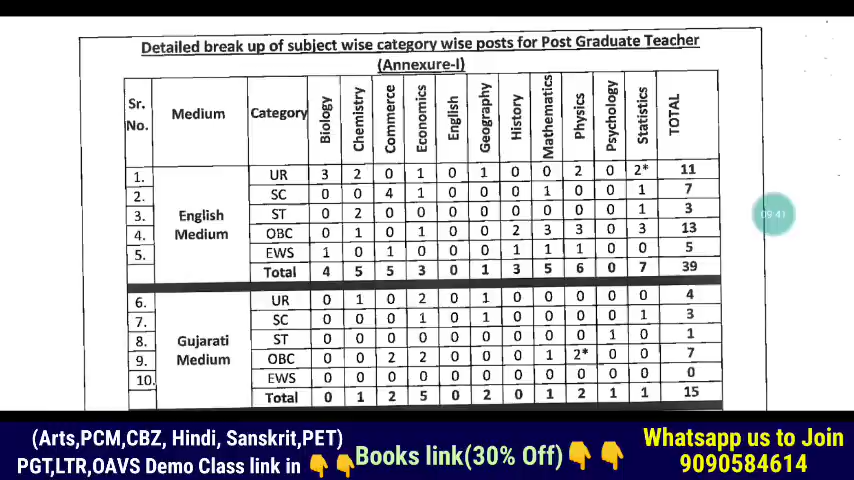 Detailed break up of subject wise category wise posts for Post Graduate Teacher
(Annexure-I)
Sr. No. Medium Category Biology Chemistry Commerce Economics English Geography History Mathematics Physics Psychology Statistics TOTAL
1. English Medium UR 3 2 0 1 0 1 0 0 2 0 2* 11
2. SC 0 0 4 1 0 0 0 1 0 0 1 7
3. ST 0 2 0 0 0 0 0 0 0 0 1 3
4. OBC 0 1 0 1 0 0 2 3 3 0 3 13
5. EWS 1 0 1 0 0 0 1 1 1 0 0 5
Total 4 5 5 3 0 1 3 5 6 0 7 39
6. Gujarati Medium UR 0 1 0 2 0 1 0 0 0 0 0 4
7. SC 0 0 0 1 0 1 0 0 0 0 1 3
8. ST 0 0 0 0 0 0 0 0 0 1 0 1
9. OBC 0 0 2 2 0 0 0 1 2* 0 0 7
10. EWS 0 0 0 0 0 0 0 0 0 0 0 0
Total 0 1 2 5 0 2 0 1 2 1 1 15
09:41
(Arts,PCM,CBZ, Hindi, Sanskrit,PET)
PGT,LTR,OAVS Demo Class link in 👇 👇
Books link(30% Off)👇 👇
Whatsapp us to Join
9090584614